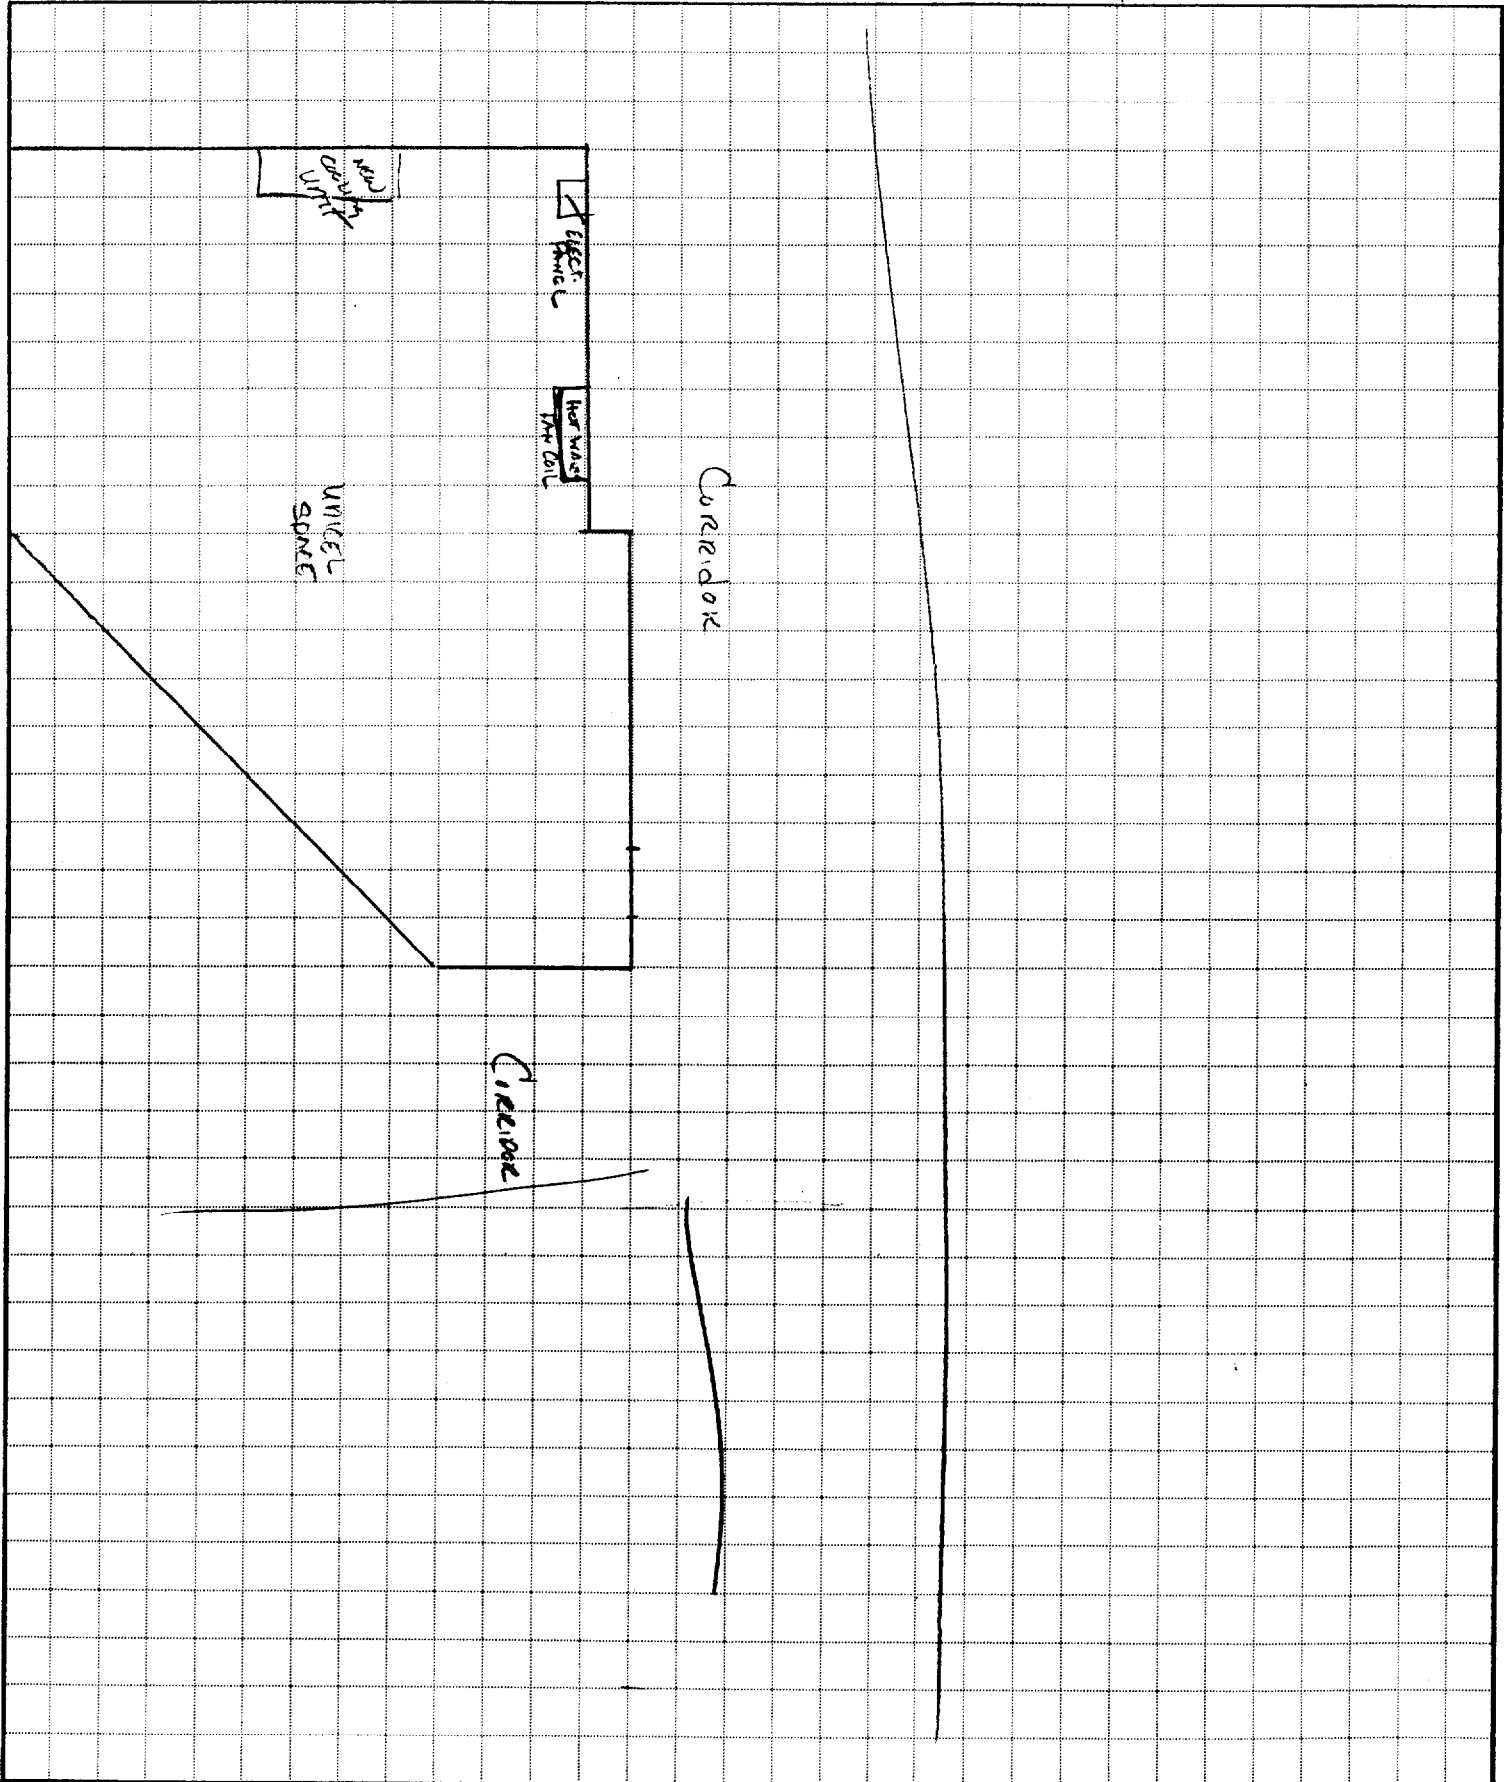 Corridor
HOT WATER
FAN COIL
ELECT.
PANEL
NEW
COOLING
UNIT
UNICEL
SPACE
CORRIDOR